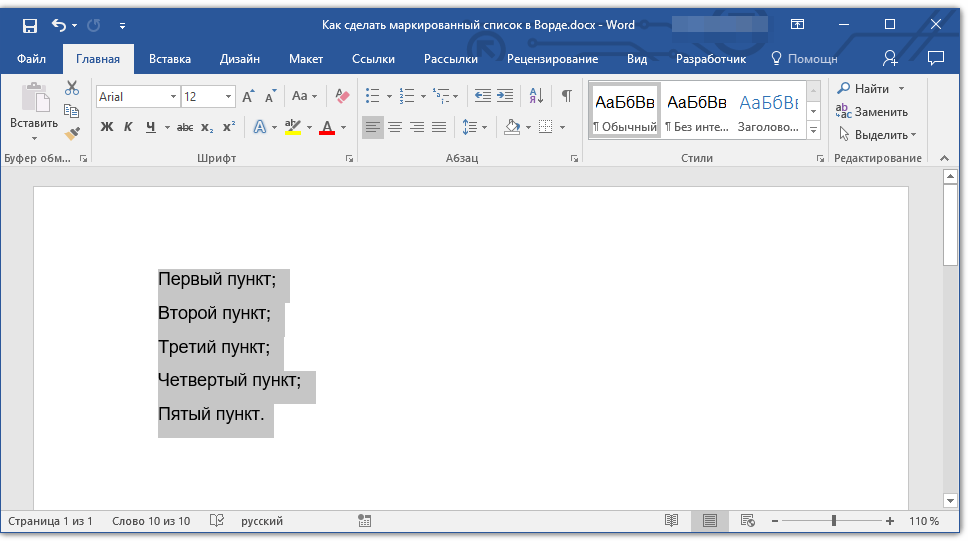 Как сделать маркированный список в Ворде.docx - Word
Файл Главная Вставка Дизайн Макет Ссылки Рассылки Рецензирование Вид Разработчик Помощн
Вставить
Arial 12
Aa
Ж К Ч abc x₂ x²
АаБбВв АаБбВв АаБбВв
¶ Обычный ¶ Без инте... Заголово...
Найти
Заменить
Выделить
Буфер обм... Шрифт Абзац Стили Редактирование
Первый пункт;
Второй пункт;
Третий пункт;
Четвертый пункт;
Пятый пункт.
Страница 1 из 1 Слово 10 из 10 русский 110 %